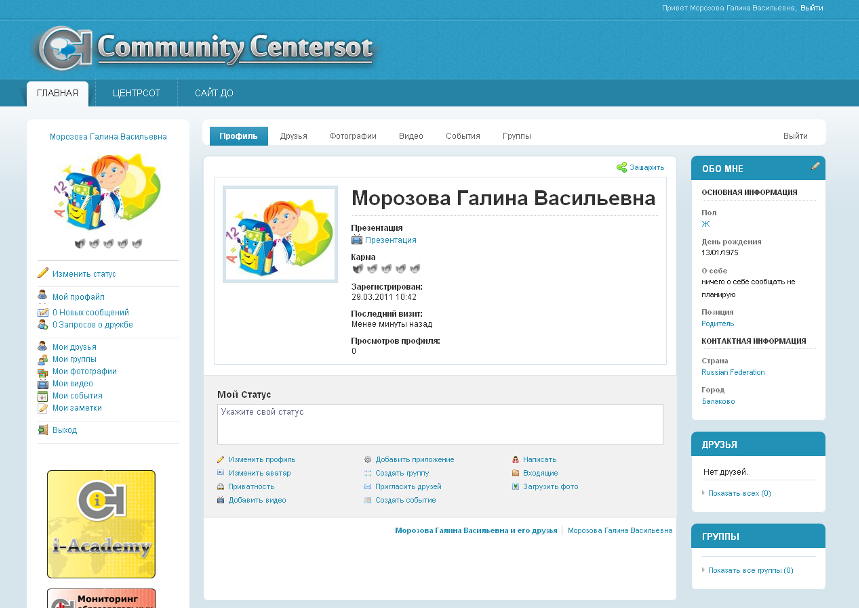 Привет Морозова Галина Васильевна, Выйти
Community Centersot
ГЛАВНАЯ ЦЕНТРСОТ САЙТ ДО
Морозова Галина Васильевна
Изменить статус
Мой профайл
0 Новых сообщений
0 Запросов о дружбе
Мои друзья
Мои группы
Мои фотографии
Мои видео
Мои события
Мои заметки
Выход
i-Academy
Мониторинг
Профиль Друзья Фотографии Видео События Группы Выйти
Зашарить
Морозова Галина Васильевна
Презентация
Презентация
Карма
Зарегистрирован:
29.03.2011 10:42
Последний визит:
Менее минуты назад
Просмотров профиля:
0
Мой Статус
Укажите свой статус
Изменить профиль Добавить приложение Написать
Изменить аватар Создать группу Входящие
Приватность Пригласить друзей Загрузить фото
Добавить видео Создать событие
Морозова Галина Васильевна и его друзья Морозова Галина Васильевна
ОБО МНЕ
ОСНОВНАЯ ИНФОРМАЦИЯ
Пол
Ж
День рождения
13/01/1975
О себе
ничего о себе сообщать не
планирую
Позиция
Родитель
КОНТАКТНАЯ ИНФОРМАЦИЯ
Страна
Russian Federation
Город
Балаково
ДРУЗЬЯ
Нет друзей.
Показать всех (0)
ГРУППЫ
Показать все группы (0)